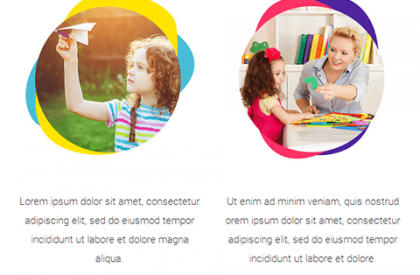 Lorem ipsum dolor sit amet, consectetur
adipiscing elit, sed do eiusmod tempor
incididunt ut labore et dolore magna
aliqua.
Ut enim ad minim veniam, quis nostrud
orem ipsum dolor sit amet, consectetur
adipiscing elit, sed do eiusmod tempor
incididunt ut labore et dolore.